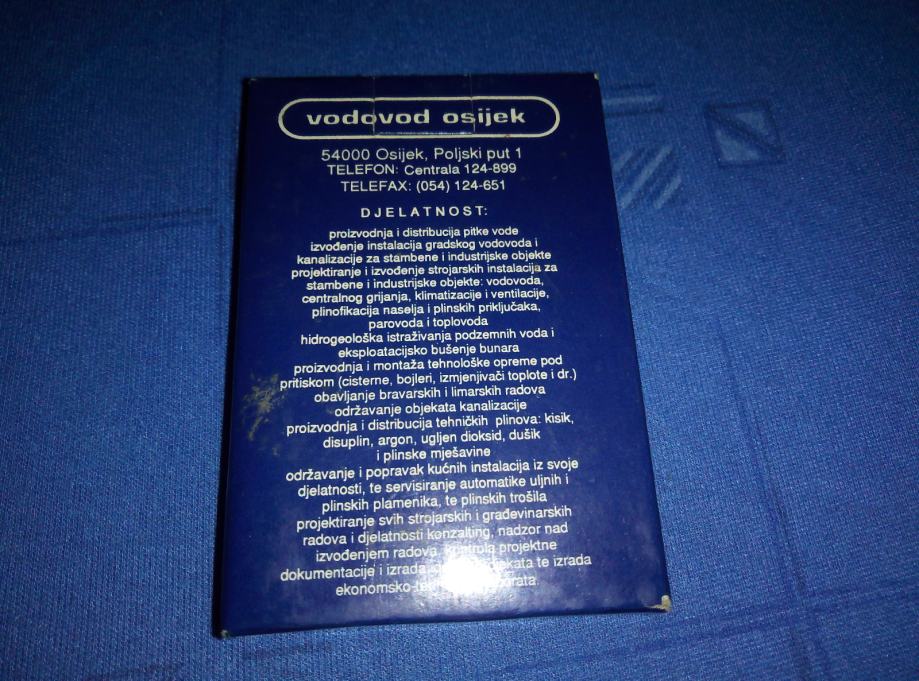 vodovod osijek
54000 Osijek, Poljski put 1
TELEFON: Centrala 124-899
TELEFAX: (054) 124-651
DJELATNOST:
proizvodnja i distribucija pitke vode
izvođenje instalacija gradskog vodovoda i
kanalizacije za stambene i industrijske objekte
projektiranje i izvođenje strojarskih instalacija za
stambene i industrijske objekte: vodovoda,
centralnog grijanja, klimatizacije i ventilacije,
plinofikacija naselja i plinskih priključaka,
parovoda i toplovoda
hidrogeološka istraživanja podzemnih voda i
eksploatacijsko bušenje bunara
proizvodnja i montaža tehnološke opreme pod
pritiskom (cisterne, bojleri, izmjenjivači toplote i dr.)
obavljanje bravarskih i limarskih radova
održavanje objekata kanalizacije
proizvodnja i distribucija tehničkih plinova: kisik,
disuplin, argon, ugljen dioksid, dušik
i plinske mješavine
održavanje i popravak kućnih instalacija iz svoje
djelatnosti, te servisiranje automatike uljnih i
plinskih plamenika, te plinskih trošila
projektiranje svih strojarskih i građevinarskih
radova i djelatnosti konzalting, nadzor nad
izvođenjem radova, kontrola projektne
dokumentacije i izrada te izrada